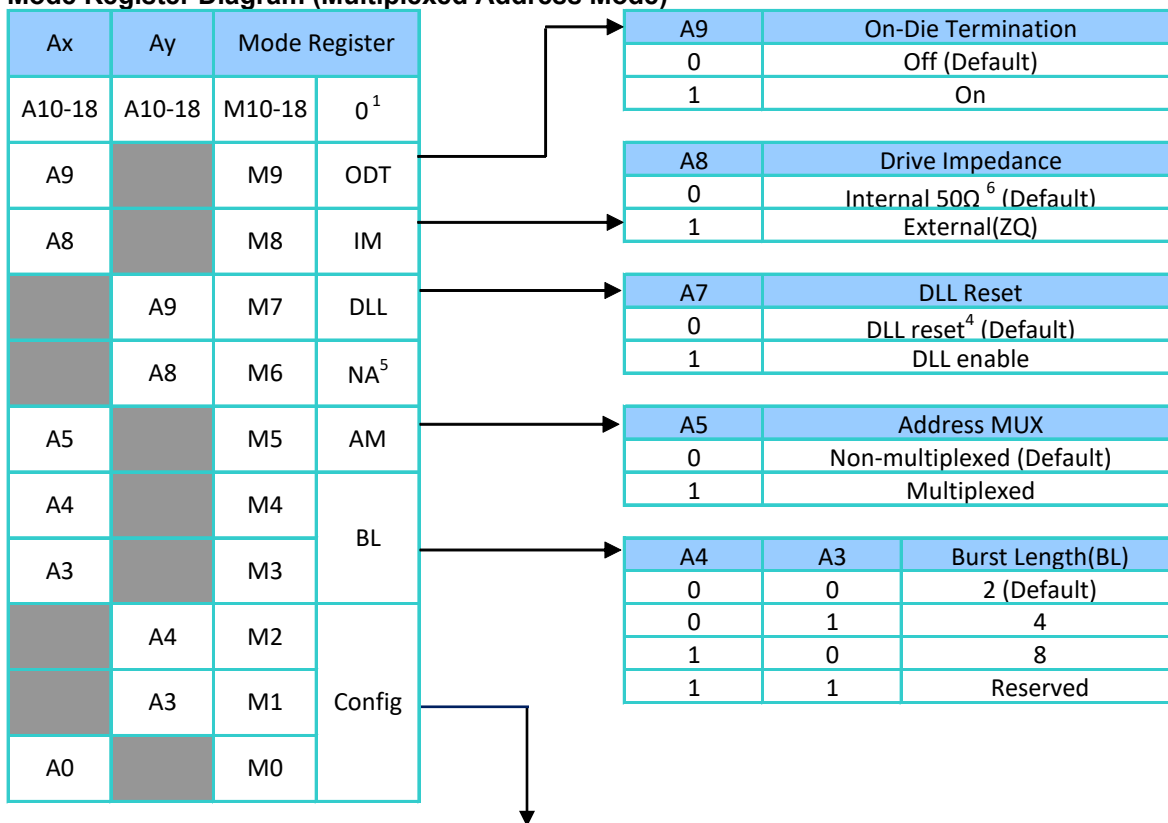 Mode Register Diagram (Multiplexed Address Mode)
Ax Ay Mode Register
A10-18 A10-18 M10-18 0¹
A9 M9 ODT
A8 M8 IM
A9 M7 DLL
A8 M6 NA⁵
A5 M5 AM
A4 M4
BL
A3 M3
A4 M2
A3 M1 Config
A0 M0
A9 On-Die Termination
0 Off (Default)
1 On
A8 Drive Impedance
0 Internal 50Ω ⁶ (Default)
1 External(ZQ)
A7 DLL Reset
0 DLL reset⁴ (Default)
1 DLL enable
A5 Address MUX
0 Non-multiplexed (Default)
1 Multiplexed
A4 A3 Burst Length(BL)
0 0 2 (Default)
0 1 4
1 0 8
1 1 Reserved